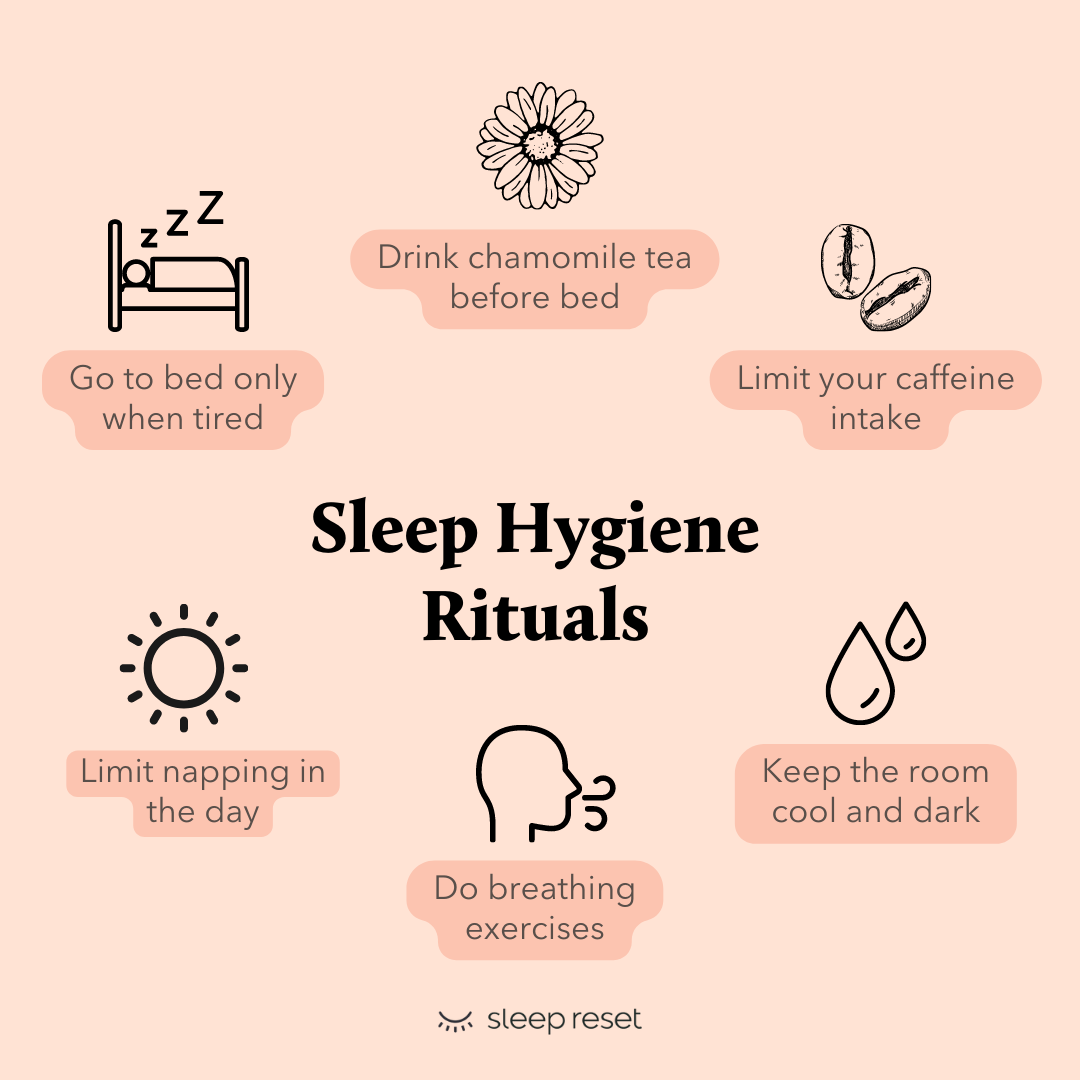 z z Z
Drink chamomile tea
before bed
Go to bed only
when tired
Limit your caffeine
intake
Sleep Hygiene
Rituals
Limit napping in
the day
Keep the room
cool and dark
Do breathing
exercises
sleep reset